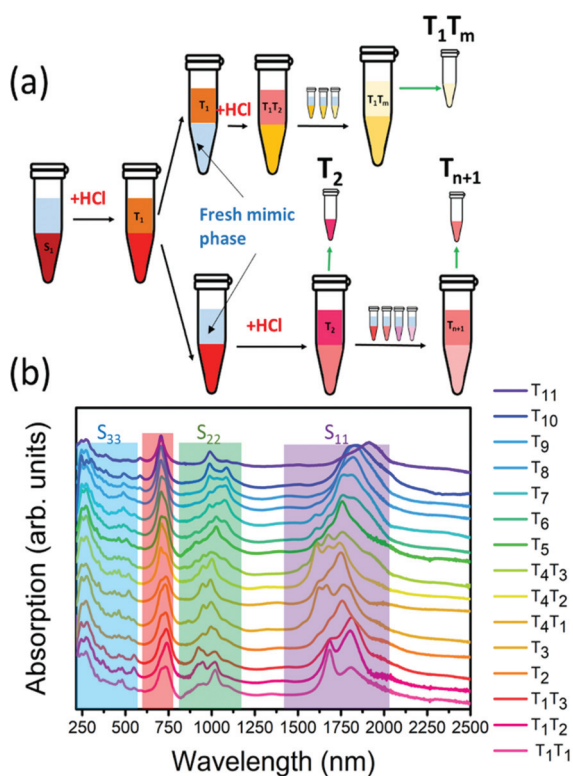 (a)
T₁Tₘ
T₁
+HCl
T₁T₂
T₁Tₘ
+HCl
T₂
Tₙ₊₁
S₁
T₁
Fresh mimic
phase
+HCl
T₂
Tₙ₊₁
(b)
S₃₃
S₂₂
S₁₁
Absorption (arb. units)
250 500 750 1000 1250 1500 1750 2000 2250 2500
Wavelength (nm)
T₁₁
T₁₀
T₉
T₈
T₇
T₆
T₅
T₄T₃
T₄T₂
T₄T₁
T₃
T₂
T₁T₃
T₁T₂
T₁T₁